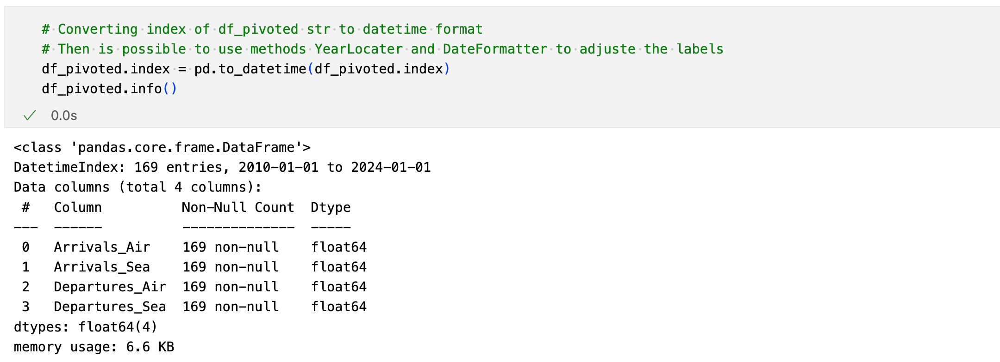 # Converting index of df_pivoted str to datetime format
# Then is possible to use methods YearLocater and DateFormatter to adjuste the labels
df_pivoted.index = pd.to_datetime(df_pivoted.index)
df_pivoted.info()
✓ 0.0s
<class 'pandas.core.frame.DataFrame'>
DatetimeIndex: 169 entries, 2010-01-01 to 2024-01-01
Data columns (total 4 columns):
 #   Column          Non-Null Count  Dtype
---  ------          --------------  -----
 0   Arrivals_Air    169 non-null    float64
 1   Arrivals_Sea    169 non-null    float64
 2   Departures_Air  169 non-null    float64
 3   Departures_Sea  169 non-null    float64
dtypes: float64(4)
memory usage: 6.6 KB